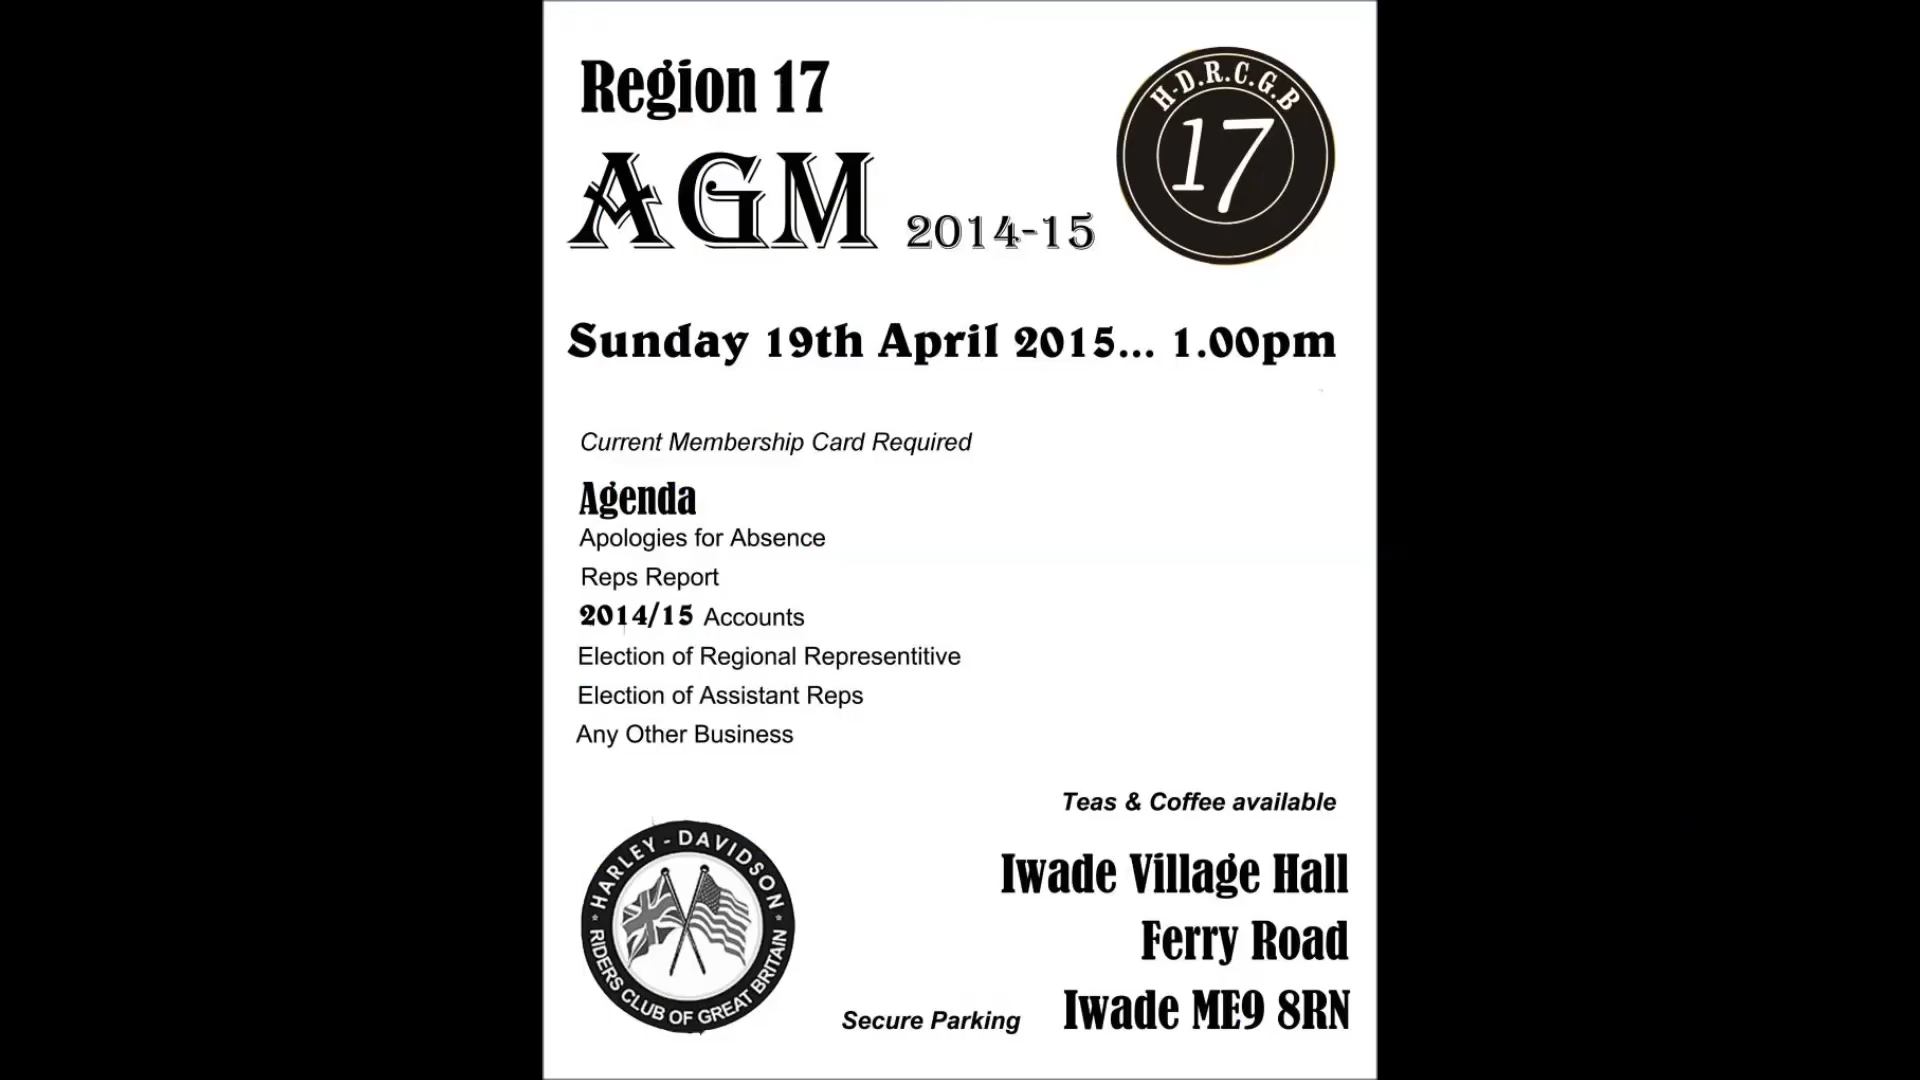 Region 17
H-D.R.C.G.B
17
AGM 2014-15
Sunday 19th April 2015... 1.00pm
Current Membership Card Required
Agenda
Apologies for Absence
Reps Report
2014/15 Accounts
Election of Regional Representitive
Election of Assistant Reps
Any Other Business
Teas & Coffee available
HARLEY-DAVIDSON
RIDERS CLUB OF GREAT BRITAIN
Iwade Village Hall
Ferry Road
Secure Parking Iwade ME9 8RN